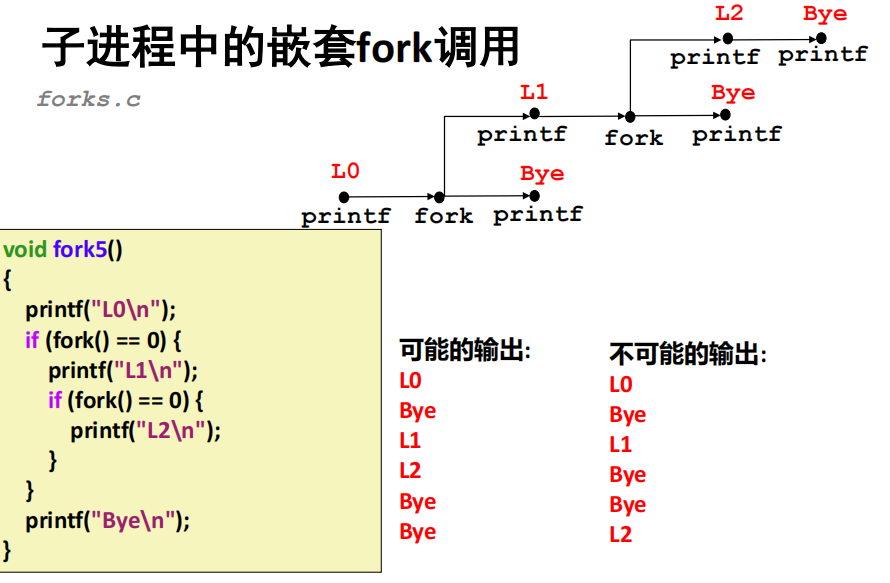 子进程中的嵌套fork调用
forks.c
L2 Bye
printf printf
L1 Bye
printf fork printf
L0 Bye
printf fork printf
void fork5()
{
    printf("L0\n");
    if (fork() == 0) {
        printf("L1\n");
        if (fork() == 0) {
            printf("L2\n");
        }
    }
    printf("Bye\n");
}
可能的输出:
L0
Bye
L1
L2
Bye
Bye
不可能的输出:
L0
Bye
L1
Bye
Bye
L2